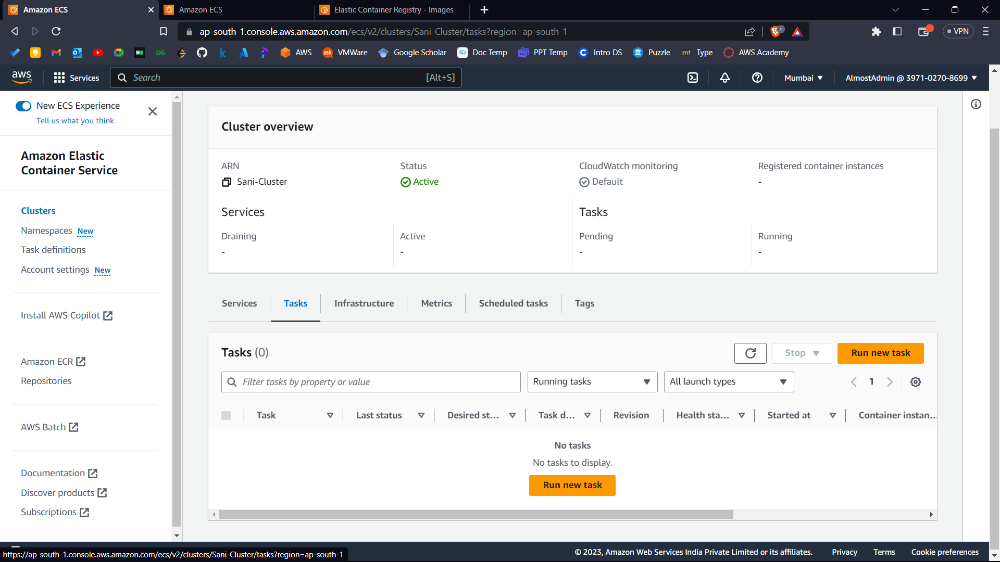 Amazon ECS
Amazon ECS
Elastic Container Registry - Images
ap-south-1.console.aws.amazon.com/ecs/v2/clusters/Sani-Cluster/tasks?region=ap-south-1
1
VPN
AWS
ask
VMWare
Google Scholar
Doc Temp
PPT Temp
Intro DS
Puzzle
mt
Type
AWS Academy
aws
Services
Search
[Alt+S]
Mumbai
AlmostAdmin @ 3971-0270-8699
New ECS Experience
Tell us what you think
Amazon Elastic
Container Service
Clusters
Namespaces New
Task definitions
Account settings New
Install AWS Copilot
Amazon ECR
Repositories
AWS Batch
Documentation
Discover products
Subscriptions
Cluster overview
ARN
Sani-Cluster
Status
Active
CloudWatch monitoring
Default
Registered container instances
-
Services
Draining
-
Active
-
Tasks
Pending
-
Running
-
Services
Tasks
Infrastructure
Metrics
Scheduled tasks
Tags
Tasks (0)
Stop
Run new task
Filter tasks by property or value
Running tasks
All launch types
1
Task
Last status
Desired st...
Task d...
Revision
Health sta...
Started at
Container instan...
No tasks
No tasks to display.
Run new task
https://ap-south-1.console.aws.amazon.com/ecs/v2/clusters/Sani-Cluster/tasks?region=ap-south-1
© 2023, Amazon Web Services India Private Limited or its affiliates.
Privacy
Terms
Cookie preferences